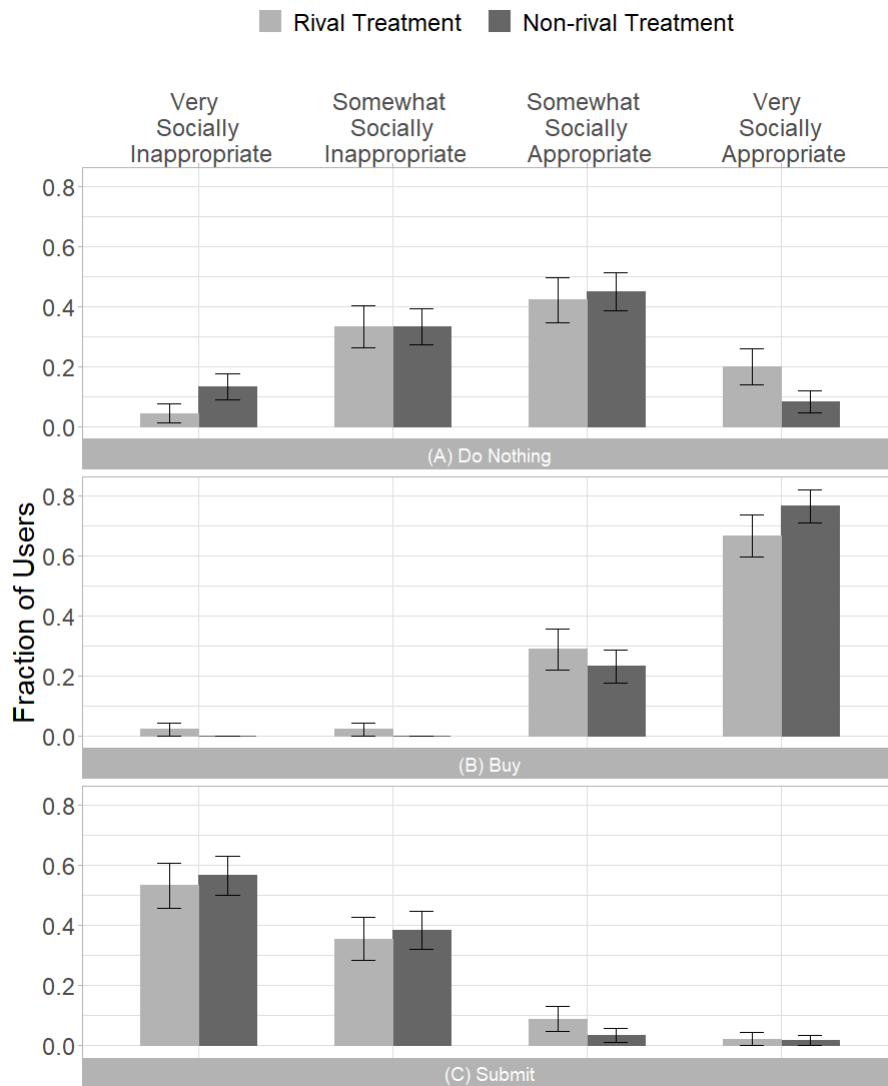 Rival Treatment Non-rival Treatment
Very Somewhat Somewhat Very
Socially Socially Socially Socially
Inappropriate Inappropriate Appropriate Appropriate
0.8
0.6
0.4
0.2
0.0
(A) Do Nothing
Fraction of Users
0.8
0.6
0.4
0.2
0.0
(B) Buy
0.8
0.6
0.4
0.2
0.0
(C) Submit